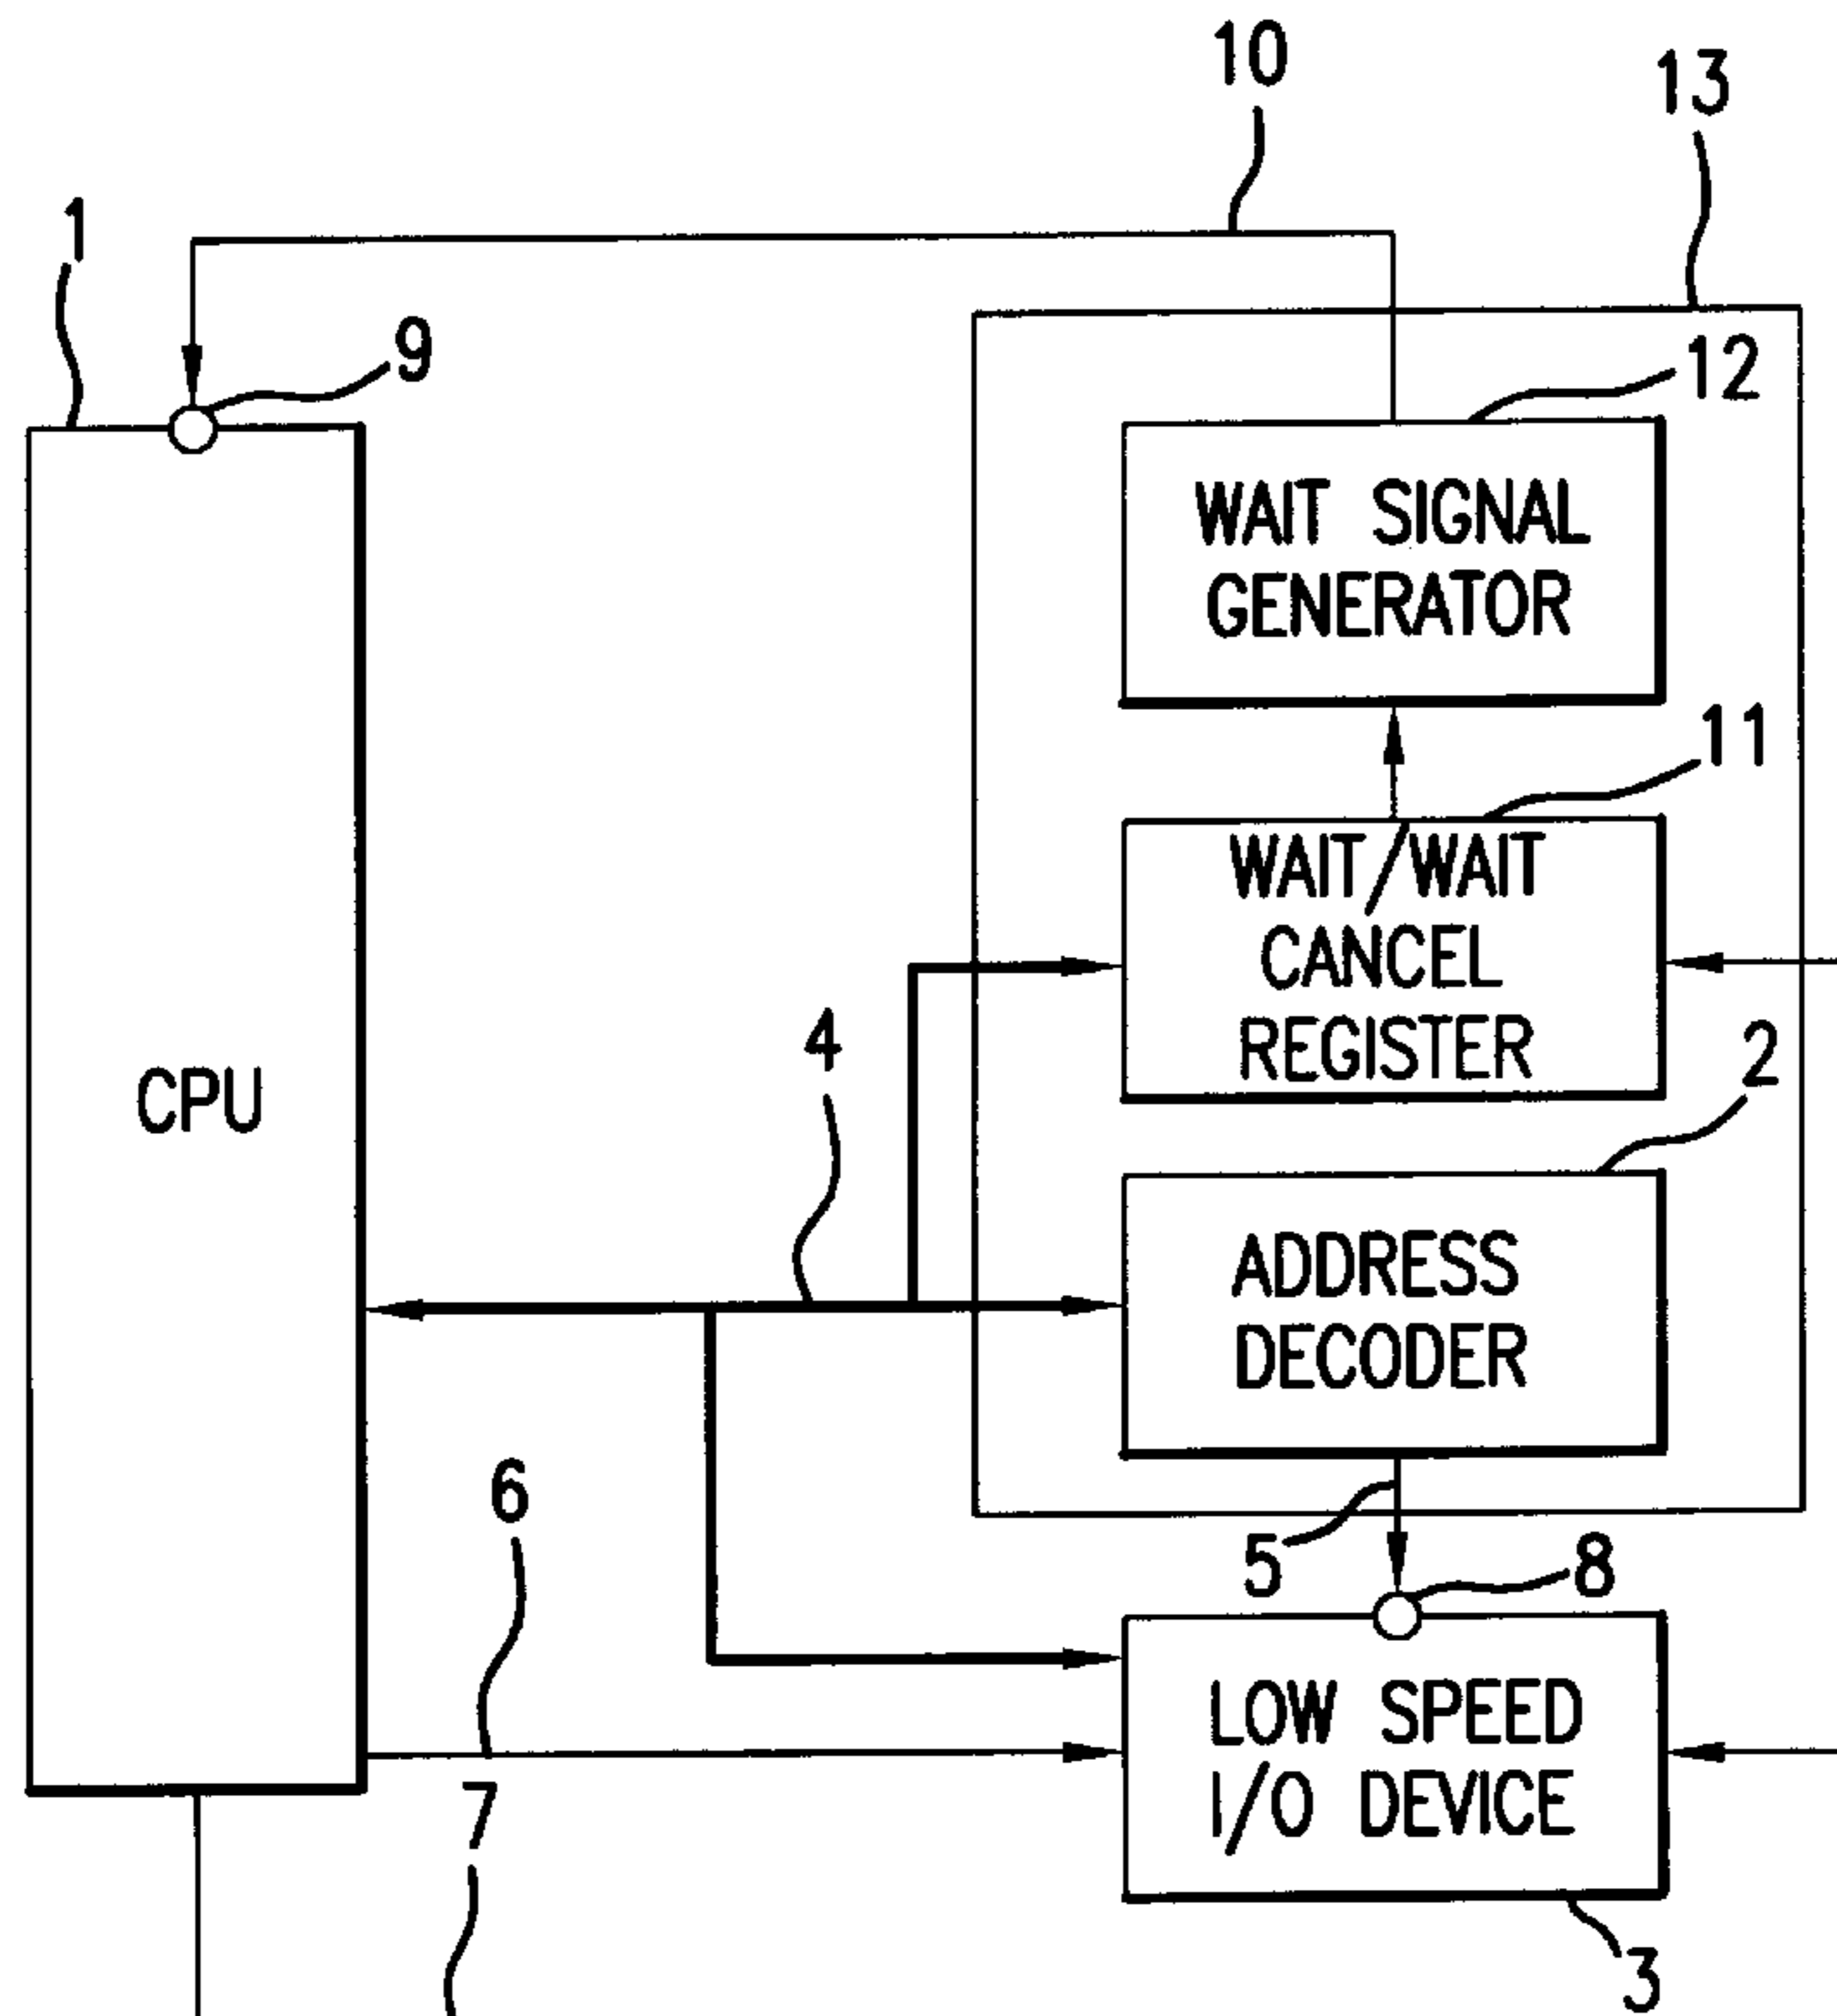 10
13
1
9
12
WAIT SIGNAL
GENERATOR
11
WAIT/WAIT
CANCEL
REGISTER
4
2
CPU
ADDRESS
DECODER
6
5
8
LOW SPEED
I/O DEVICE
7
3